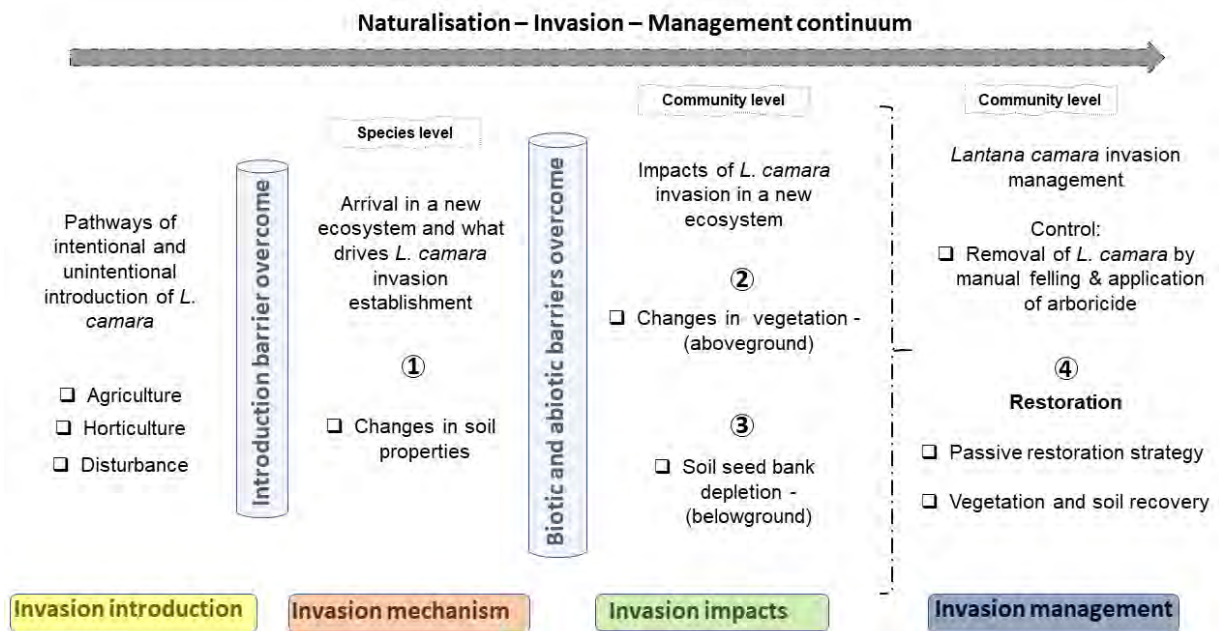 Naturalisation – Invasion – Management continuum
Pathways of
intentional and
unintentional
introduction of L.
camara
❑ Agriculture
❑ Horticulture
❑ Disturbance
Invasion introduction
Introduction barrier overcome
Species level
Arrival in a new
ecosystem and what
drives L. camara
invasion
establishment
①
❑ Changes in soil
properties
Invasion mechanism
Biotic and abiotic barriers overcome
Community level
Impacts of L. camara
invasion in a new
ecosystem
②
❑ Changes in vegetation -
(aboveground)
③
❑ Soil seed bank
depletion -
(belowground)
Invasion impacts
Community level
Lantana camara invasion
management
Control:
❑ Removal of L. camara by
manual felling & application
of arboricide
④
Restoration
❑ Passive restoration strategy
❑ Vegetation and soil recovery
Invasion management